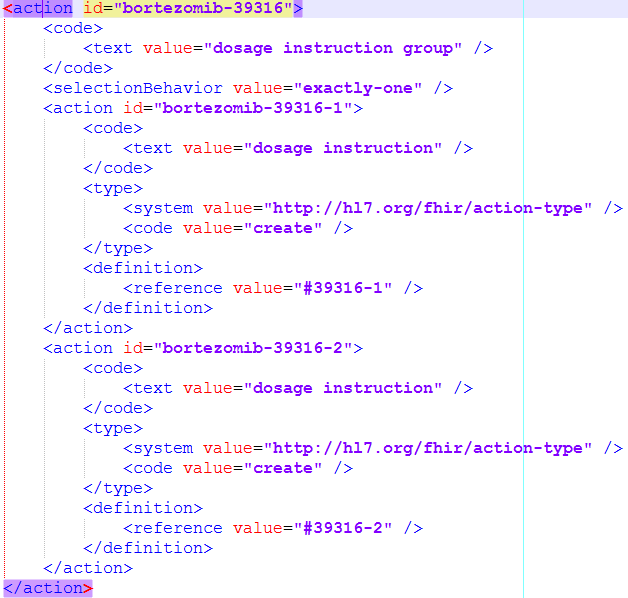 <action id="bortezomib-39316">
    <code>
        <text value="dosage instruction group" />
    </code>
    <selectionBehavior value="exactly-one" />
    <action id="bortezomib-39316-1">
        <code>
            <text value="dosage instruction" />
        </code>
        <type>
            <system value="http://hl7.org/fhir/action-type" />
            <code value="create" />
        </type>
        <definition>
            <reference value="#39316-1" />
        </definition>
    </action>
    <action id="bortezomib-39316-2">
        <code>
            <text value="dosage instruction" />
        </code>
        <type>
            <system value="http://hl7.org/fhir/action-type" />
            <code value="create" />
        </type>
        <definition>
            <reference value="#39316-2" />
        </definition>
    </action>
</action>